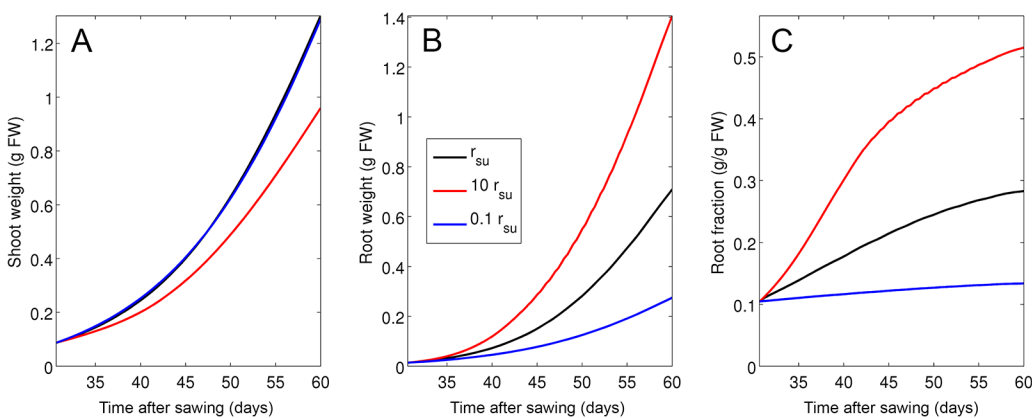 A
Shoot weight (g FW)
1.2
1
0.8
0.6
0.4
0.2
0
35 40 45 50 55 60
Time after sawing (days)
B
Root weight (g FW)
1.4
1.2
1
0.8
0.6
0.4
0.2
0
r su
10 r su
0.1 r su
35 40 45 50 55 60
Time after sawing (days)
C
Root fraction (g/g FW)
0.5
0.4
0.3
0.2
0.1
0
35 40 45 50 55 60
Time after sawing (days)